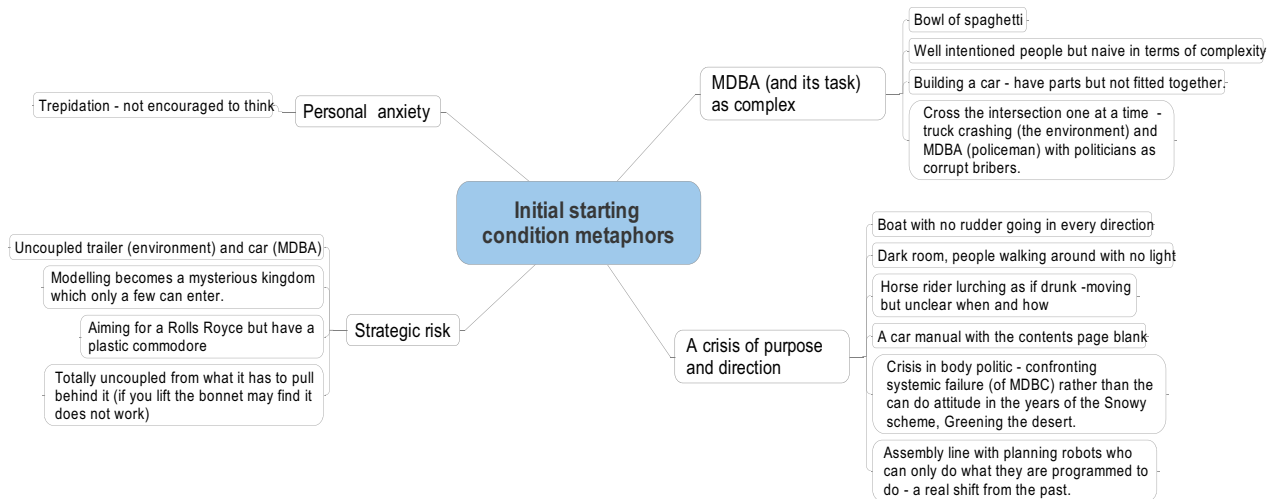 Initial starting
condition metaphors
MDBA (and its task)
as complex
Bowl of spaghetti
Well intentioned people but naive in terms of complexity
Building a car - have parts but not fitted together.
Cross the intersection one at a time -
truck crashing (the environment) and
MDBA (policeman) with politicians as
corrupt bribers.
A crisis of purpose
and direction
Boat with no rudder going in every direction
Dark room, people walking around with no light
Horse rider lurching as if drunk -moving
but unclear when and how
A car manual with the contents page blank
Crisis in body politic - confronting
systemic failure (of MDBC) rather than the
can do attitude in the years of the Snowy
scheme, Greening the desert.
Assembly line with planning robots who
can only do what they are programmed to
do - a real shift from the past.
Personal anxiety
Trepidation - not encouraged to think
Strategic risk
Uncoupled trailer (environment) and car (MDBA)
Modelling becomes a mysterious kingdom
which only a few can enter.
Aiming for a Rolls Royce but have a
plastic commodore
Totally uncoupled from what it has to pull
behind it (if you lift the bonnet may find it
does not work)